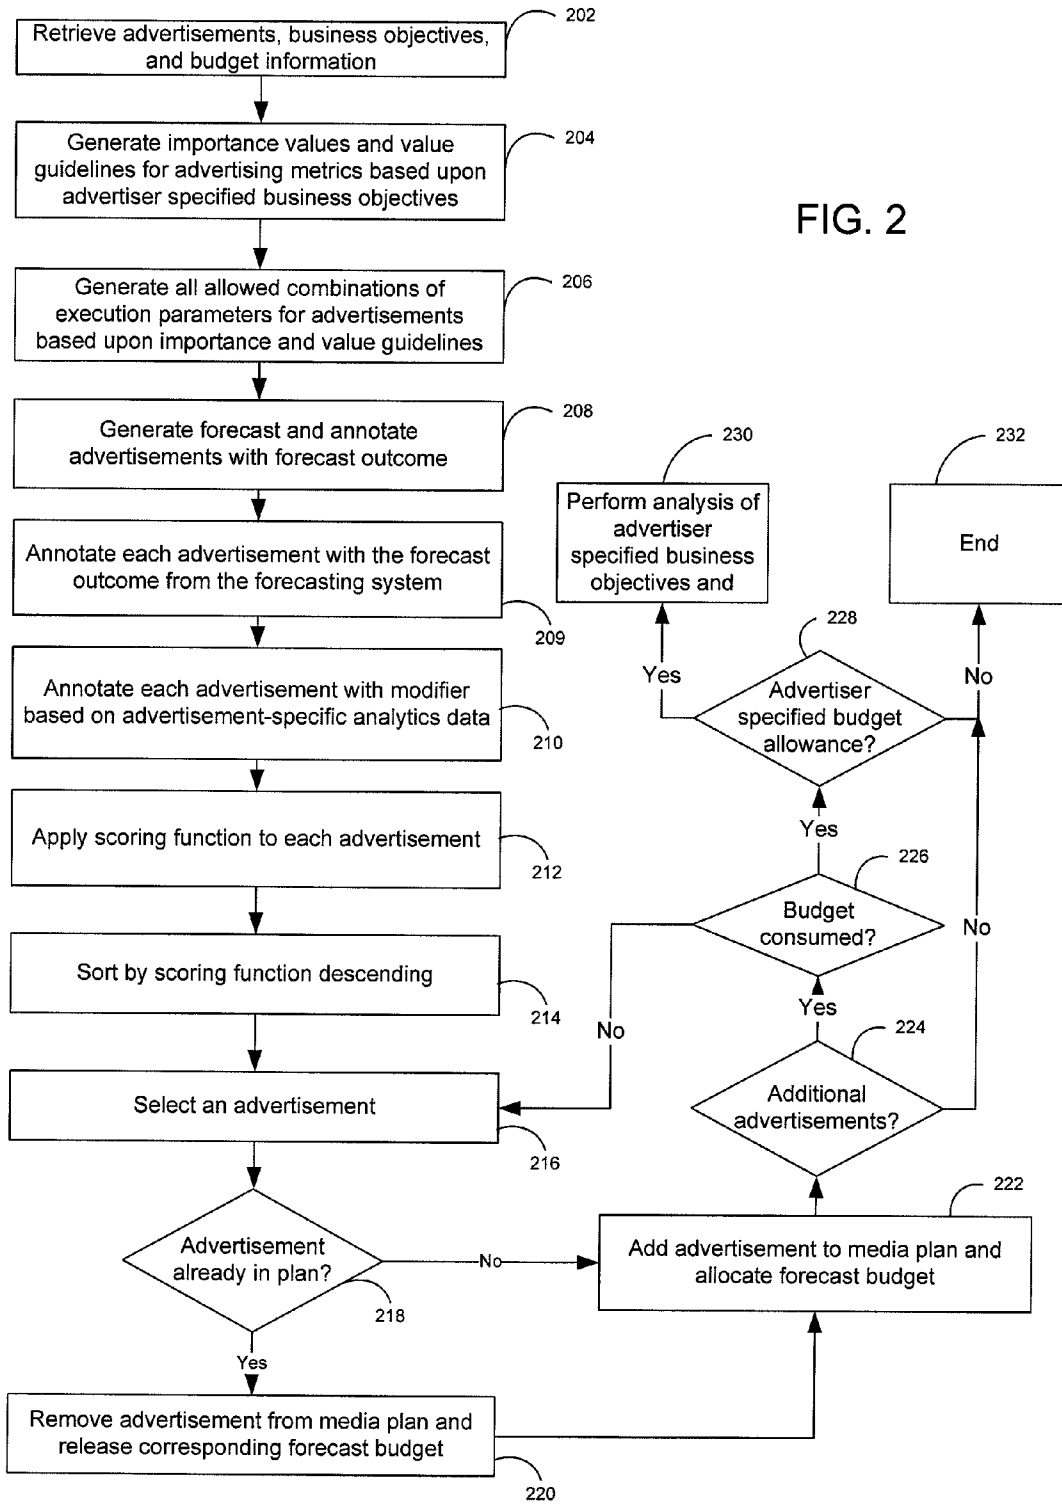 Retrieve advertisements, business objectives,
and budget information
202
Generate importance values and value
guidelines for advertising metrics based upon
advertiser specified business objectives
204
FIG. 2
Generate all allowed combinations of
execution parameters for advertisements
based upon importance and value guidelines
206
Generate forecast and annotate
advertisements with forecast outcome
208
Annotate each advertisement with the forecast
outcome from the forecasting system
209
Annotate each advertisement with modifier
based on advertisement-specific analytics data
210
Apply scoring function to each advertisement
212
Sort by scoring function descending
214
Select an advertisement
216
Advertisement
already in plan?
218
No
Yes
Remove advertisement from media plan and
release corresponding forecast budget
220
Add advertisement to media plan and
allocate forecast budget
222
Additional
advertisements?
224
Yes
No
Budget
consumed?
226
No
Yes
Advertiser
specified budget
allowance?
228
Yes
No
Perform analysis of
advertiser
specified business
objectives and
230
End
232